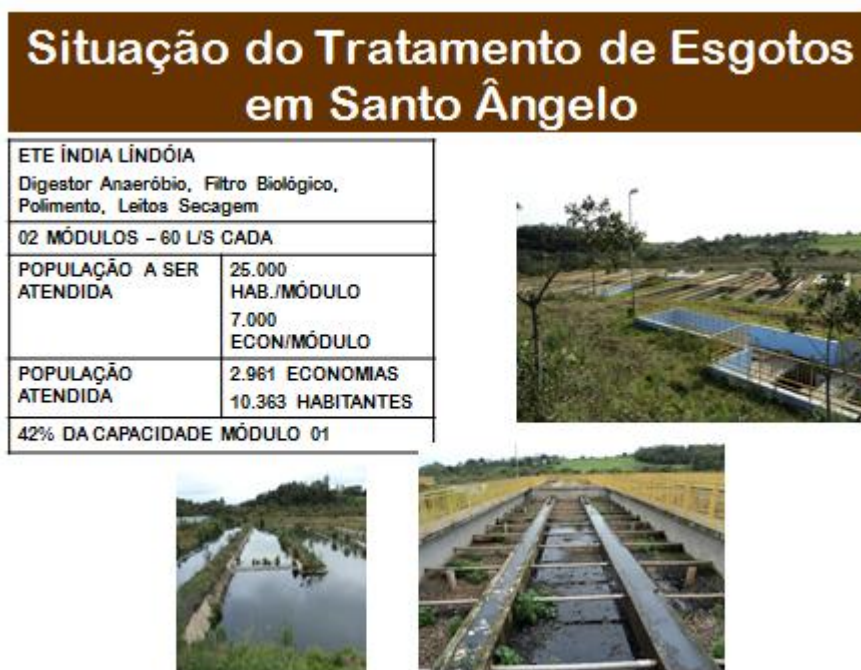 Situação do Tratamento de Esgotos
em Santo Ângelo
ETE ÍNDIA LÍNDÓIA
Digestor Anaeróbio, Filtro Biológico,
Polimento, Leitos Secagem
02 MÓDULOS – 60 L/S CADA
POPULAÇÃO A SER
ATENDIDA
25.000
HAB./MÓDULO
7.000
ECON/MÓDULO
POPULAÇÃO
ATENDIDA
2.961 ECONOMIAS
10.363 HABITANTES
42% DA CAPACIDADE MÓDULO 01